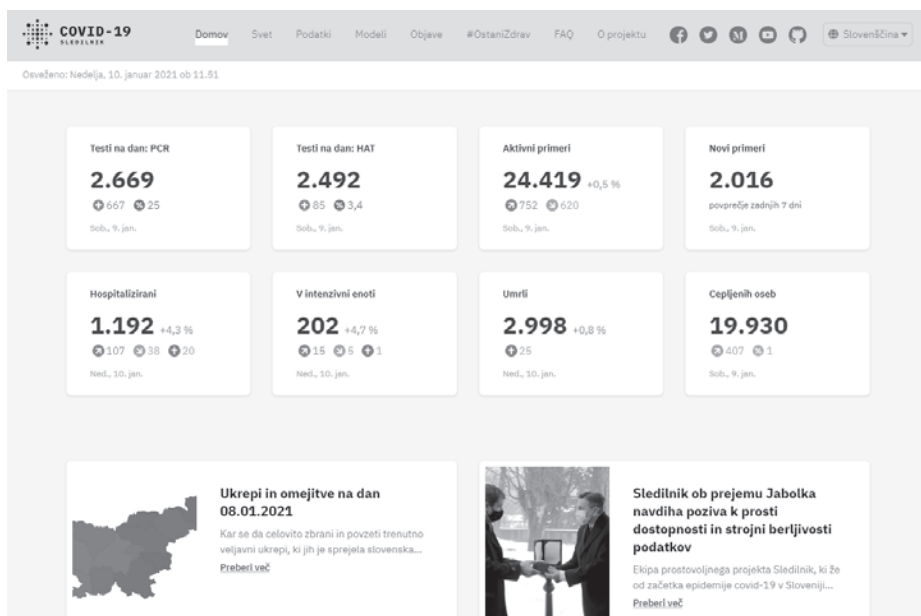 COVID-19
SLEDILNIK
Domov Svet Podatki Modeli Objave #OstaniZdrav FAQ O projektu Slovenščina
Osveženo: Nedelja, 10. januar 2021 ob 11.51
Testi na dan: PCR
2.669
667 25
Sob., 9. jan.
Testi na dan: HAT
2.492
85 3,4
Sob., 9. jan.
Aktivni primeri
24.419 +0,5 %
752 620
Sob., 9. jan.
Novi primeri
2.016
povprečje zadnjih 7 dni
Sob., 9. jan.
Hospitalizirani
1.192 +4,3 %
107 38 20
Ned., 10. jan.
V intenzivni enoti
202 +4,7 %
15 5 1
Ned., 10. jan.
Umrli
2.998 +0,8 %
25
Ned., 10. jan.
Cepljenih oseb
19.930
407 1
Sob., 9. jan.
Ukrepi in omejitve na dan
08.01.2021
Kar se da celovito zbrani in povzeti trenutno
veljavni ukrepi, ki jih je sprejela slovenska...
Preberi več
Sledilnik ob prejemu Jabolka
navdiha poziva k prosti
dostopnosti in strojni berljivosti
podatkov
Ekipa prostovoljnega projekta Sledilnik, ki že
od začetka epidemije covid-19 v Sloveniji...
Preberi več